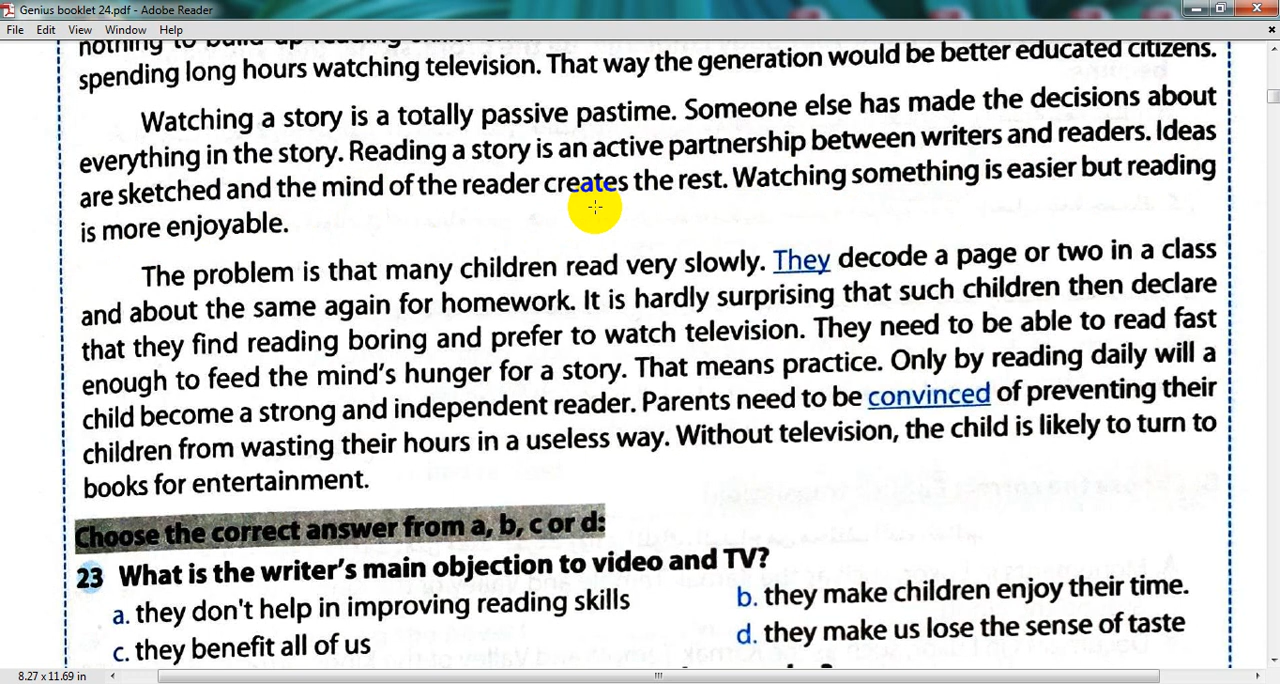 Genius booklet 24.pdf - Adobe Reader
File Edit View Window Help
nothing to build up reading skills
spending long hours watching television. That way the generation would be better educated citizens.
Watching a story is a totally passive pastime. Someone else has made the decisions about
everything in the story. Reading a story is an active partnership between writers and readers. Ideas
are sketched and the mind of the reader creates the rest. Watching something is easier but reading
is more enjoyable.
The problem is that many children read very slowly. They decode a page or two in a class
and about the same again for homework. It is hardly surprising that such children then declare
that they find reading boring and prefer to watch television. They need to be able to read fast
enough to feed the mind's hunger for a story. That means practice. Only by reading daily will a
child become a strong and independent reader. Parents need to be convinced of preventing their
children from wasting their hours in a useless way. Without television, the child is likely to turn to
books for entertainment.
Choose the correct answer from a, b, c or d:
23 What is the writer's main objection to video and TV?
a. they don't help in improving reading skills
b. they make children enjoy their time.
c. they benefit all of us
d. they make us lose the sense of taste
8.27 x 11.69 in